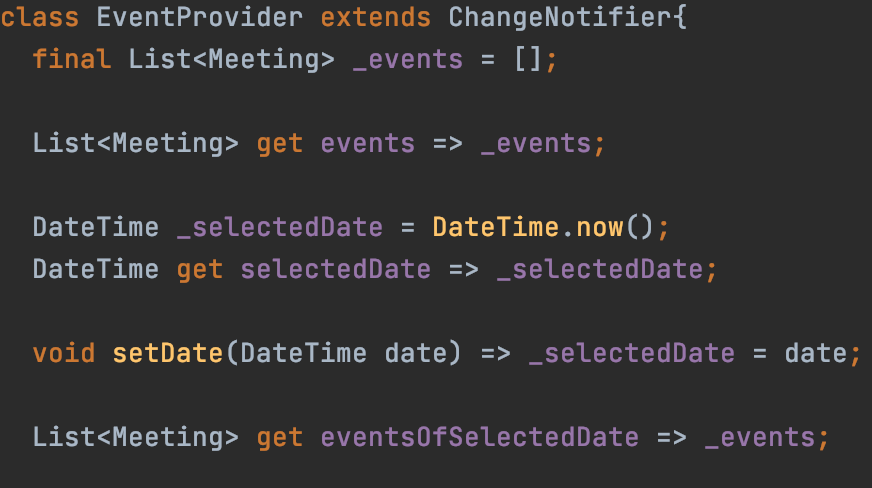 class EventProvider extends ChangeNotifier{
final List<Meeting> _events = [];
List<Meeting> get events => _events;
DateTime _selectedDate = DateTime.now();
DateTime get selectedDate => _selectedDate;
void setDate(DateTime date) => _selectedDate = date;
List<Meeting> get eventsOfSelectedDate => _events;